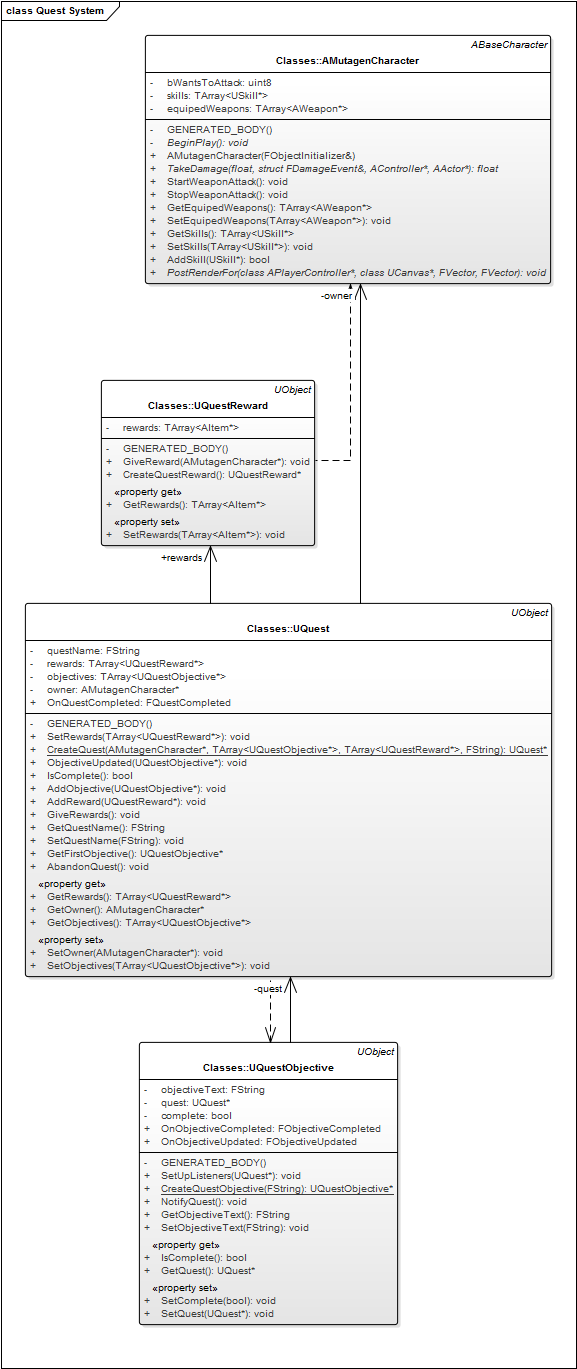 class Quest System
ABaseCharacter
Classes::AMutagenCharacter
- bWantsToAttack: uint8
- skills: TArray<USkill*>
- equipedWeapons: TArray<AWeapon*>
- GENERATED_BODY()
- BeginPlay(): void
+ AMutagenCharacter(FObjectInitializer&)
+ TakeDamage(float, struct FDamageEvent&, AController*, AActor*): float
+ StartWeaponAttack(): void
+ StopWeaponAttack(): void
+ GetEquipedWeapons(): TArray<AWeapon*>
+ SetEquipedWeapons(TArray<AWeapon*>): void
+ GetSkills(): TArray<USkill*>
+ SetSkills(TArray<USkill*>): void
+ AddSkill(USkill*): bool
+ PostRenderFor(class APlayerController*, class UCanvas*, FVector, FVector): void
-owner
UObject
Classes::UQuestReward
- rewards: TArray<AItem*>
- GENERATED_BODY()
+ GiveReward(AMutagenCharacter*): void
+ CreateQuestReward(): UQuestReward*
«property get»
+ GetRewards(): TArray<AItem*>
«property set»
+ SetRewards(TArray<AItem*>): void
+rewards
UObject
Classes::UQuest
- questName: FString
- rewards: TArray<UQuestReward*>
- objectives: TArray<UQuestObjective*>
- owner: AMutagenCharacter*
+ OnQuestCompleted: FQuestCompleted
- GENERATED_BODY()
+ SetRewards(TArray<UQuestReward*>): void
+ CreateQuest(AMutagenCharacter*, TArray<UQuestObjective*>, TArray<UQuestReward*>, FString): UQuest*
+ ObjectiveUpdated(UQuestObjective*): void
+ IsComplete(): bool
+ AddObjective(UQuestObjective*): void
+ AddReward(UQuestReward*): void
+ GiveRewards(): void
+ GetQuestName(): FString
+ SetQuestName(FString): void
+ GetFirstObjective(): UQuestObjective*
+ AbandonQuest(): void
«property get»
+ GetRewards(): TArray<UQuestReward*>
+ GetOwner(): AMutagenCharacter*
+ GetObjectives(): TArray<UQuestObjective*>
«property set»
+ SetOwner(AMutagenCharacter*): void
+ SetObjectives(TArray<UQuestObjective*>): void
-quest
UObject
Classes::UQuestObjective
- objectiveText: FString
- quest: UQuest*
- complete: bool
+ OnObjectiveCompleted: FObjectiveCompleted
+ OnObjectiveUpdated: FObjectiveUpdated
- GENERATED_BODY()
+ SetUpListeners(UQuest*): void
+ CreateQuestObjective(FString): UQuestObjective*
+ NotifyQuest(): void
+ GetObjectiveText(): FString
+ SetObjectiveText(FString): void
«property get»
+ IsComplete(): bool
+ GetQuest(): UQuest*
«property set»
+ SetComplete(bool): void
+ SetQuest(UQuest*): void